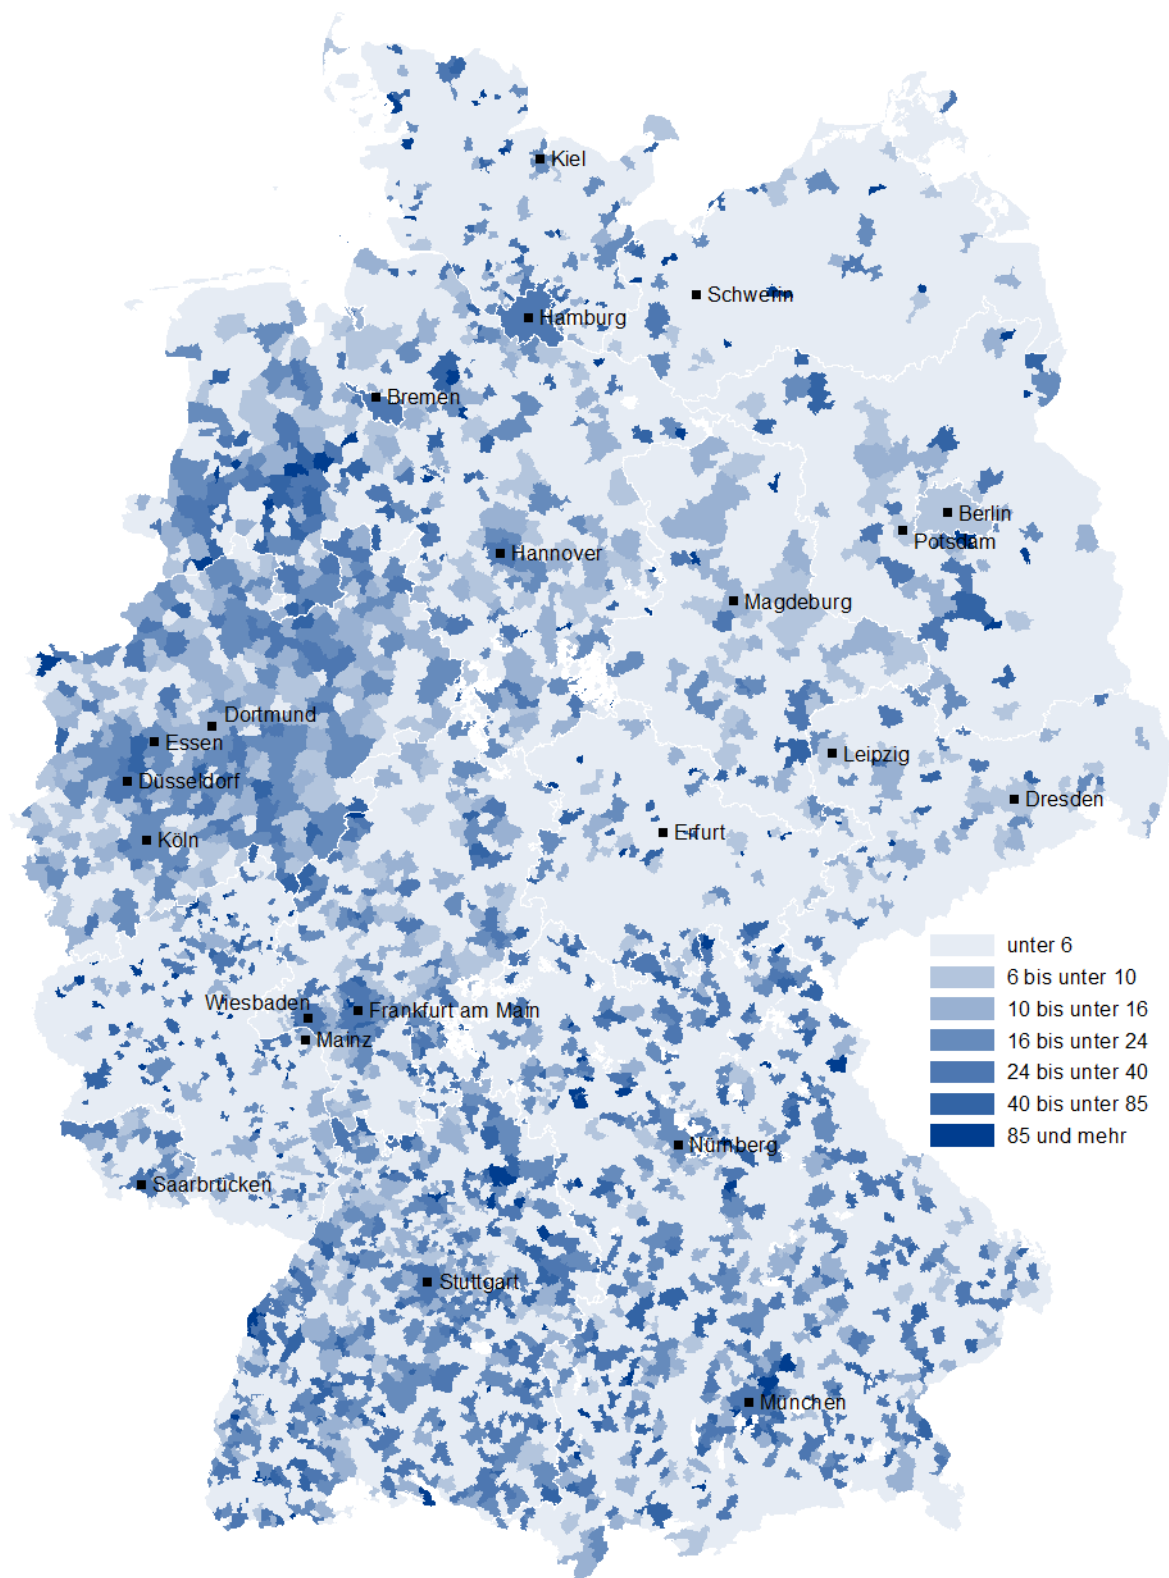 Kiel
Schwerin
Hamburg
Bremen
Berlin
Potsdam
Hannover
Magdeburg
Dortmund
Essen
Düsseldorf
Leipzig
Dresden
Köln
Erfurt
unter 6
6 bis unter 10
10 bis unter 16
16 bis unter 24
24 bis unter 40
40 bis unter 85
85 und mehr
Wiesbaden
Frankfurt am Main
Mainz
Nürnberg
Saarbrücken
Stuttgart
München